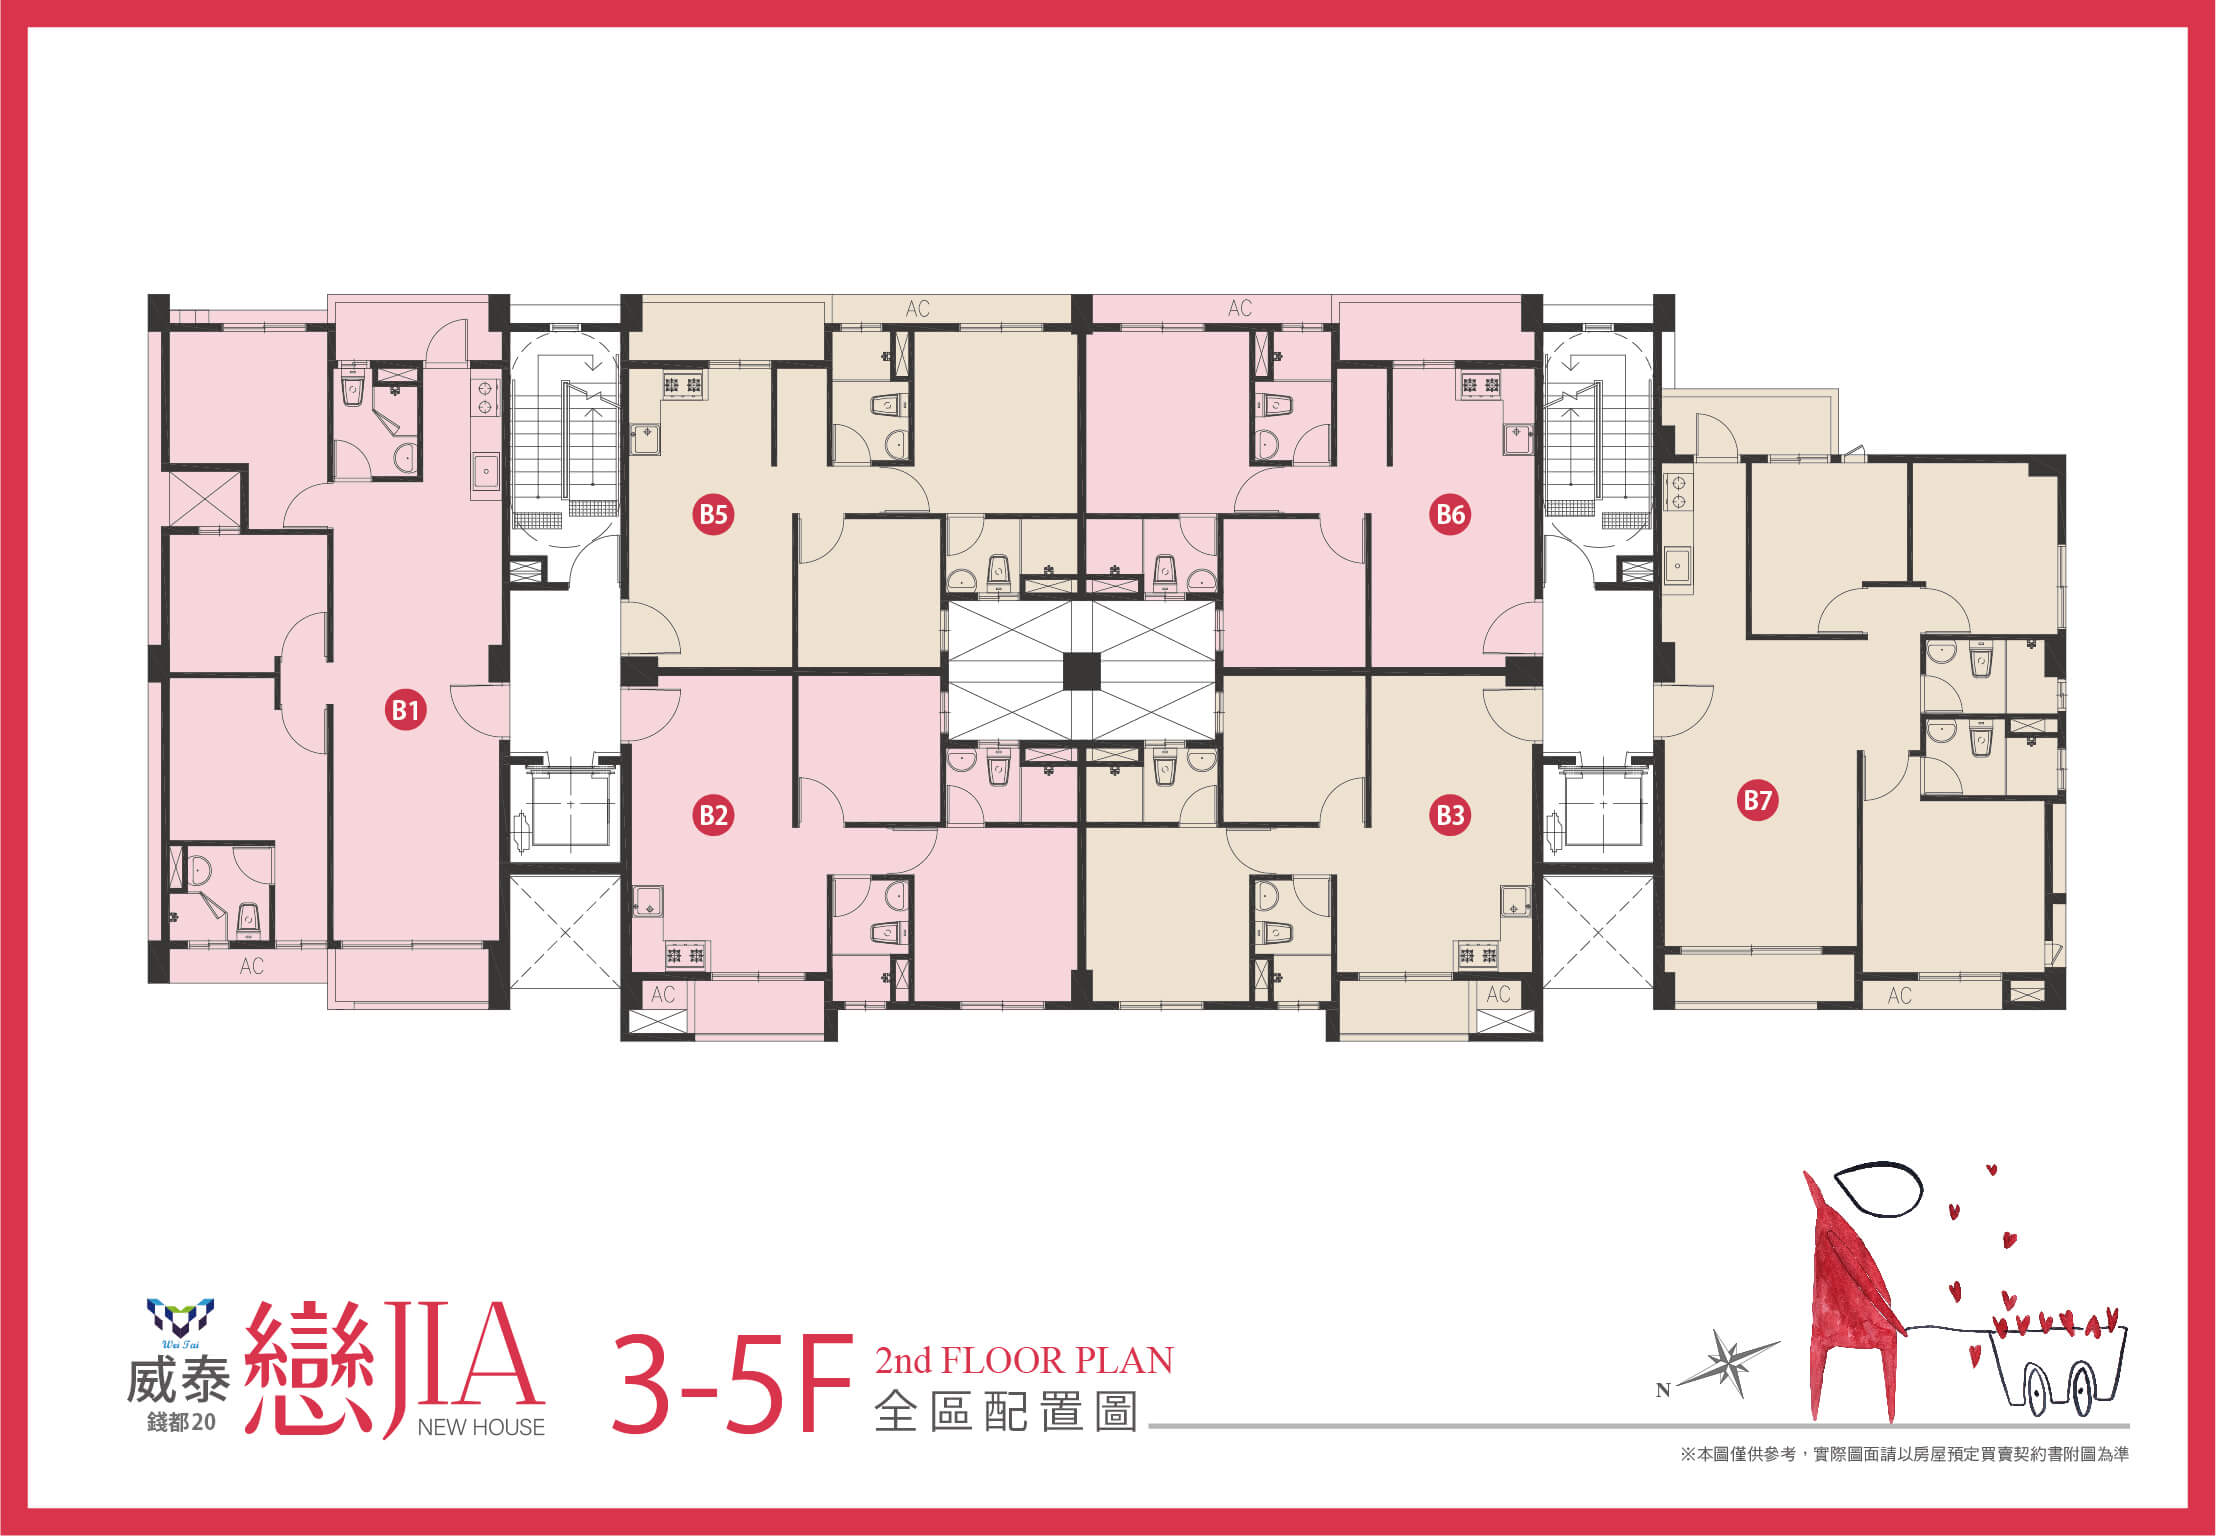 AC
AC
B5
B6
B1
B2
B3
B7
AC
AC
AC
AC
Wei Tai
威泰
錢都20
戀JIA
NEW HOUSE
3-5F
2nd FLOOR PLAN
全區配置圖
N
※本圖僅供參考，實際圖面請以房屋預定買賣契約書附圖為準